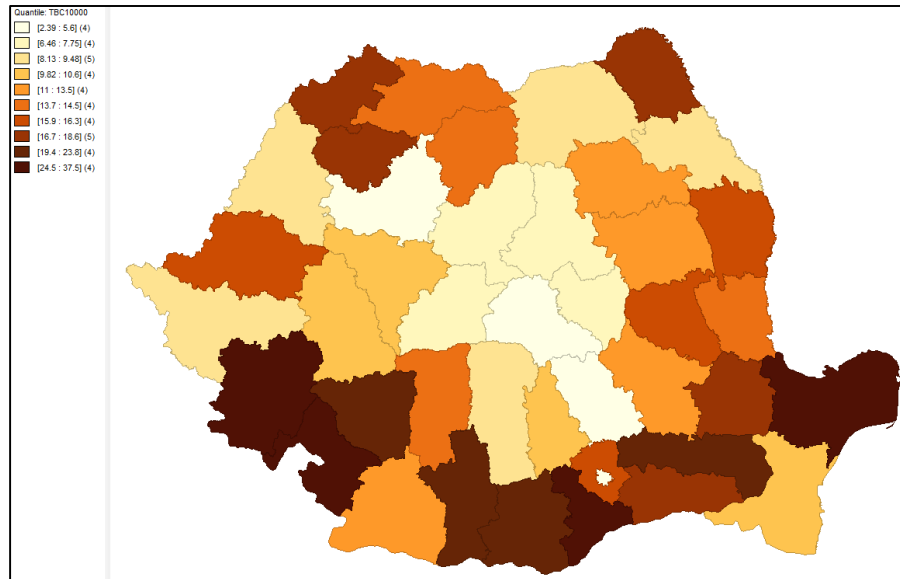 Quantile: TBC10000
[2.39 : 5.6] (4)
[6.46 : 7.75] (4)
[8.13 : 9.48] (5)
[9.82 : 10.6] (4)
[11 : 13.5] (4)
[13.7 : 14.5] (4)
[15.9 : 16.3] (4)
[16.7 : 18.6] (5)
[19.4 : 23.8] (4)
[24.5 : 37.5] (4)